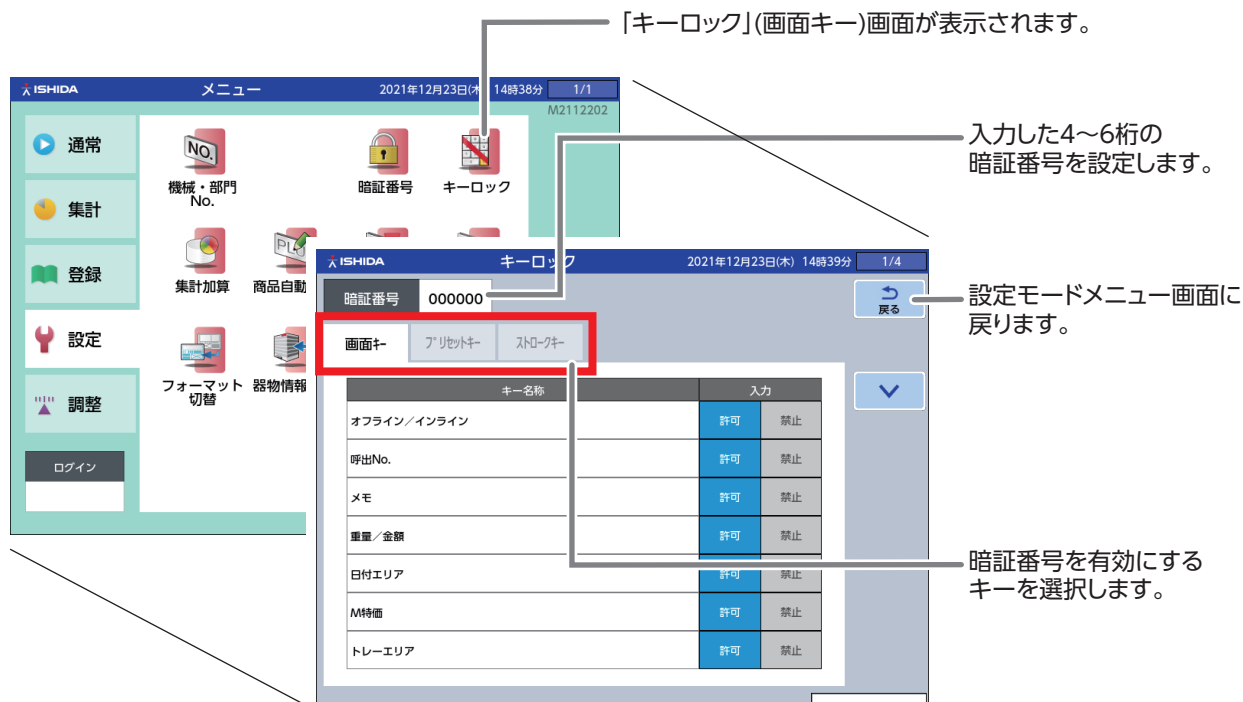 「キーロック」(画面キー)画面が表示されます。
ISHIDA
メニュー
2021年12月23日(木) 14時38分
1/1
M2112202
通常
集計
登録
設定
調整
ログイン
NO.
機械・部門
No.
暗証番号
キーロック
集計加算
PLU
商品自動
フォーマット
切替
器物情報
入力した4〜6桁の
暗証番号を設定します。
ISHIDA
キーロック
2021年12月23日(木) 14時39分
1/4
暗証番号
000000
戻る
設定モードメニュー画面に
戻ります。
画面キー
プリセットキー
ストロークキー
キー名称
入力
オフライン/インライン
許可
禁止
呼出No.
許可
禁止
メモ
許可
禁止
重量/金額
許可
禁止
日付エリア
許可
禁止
M特価
許可
禁止
トレーエリア
許可
禁止
暗証番号を有効にする
キーを選択します。